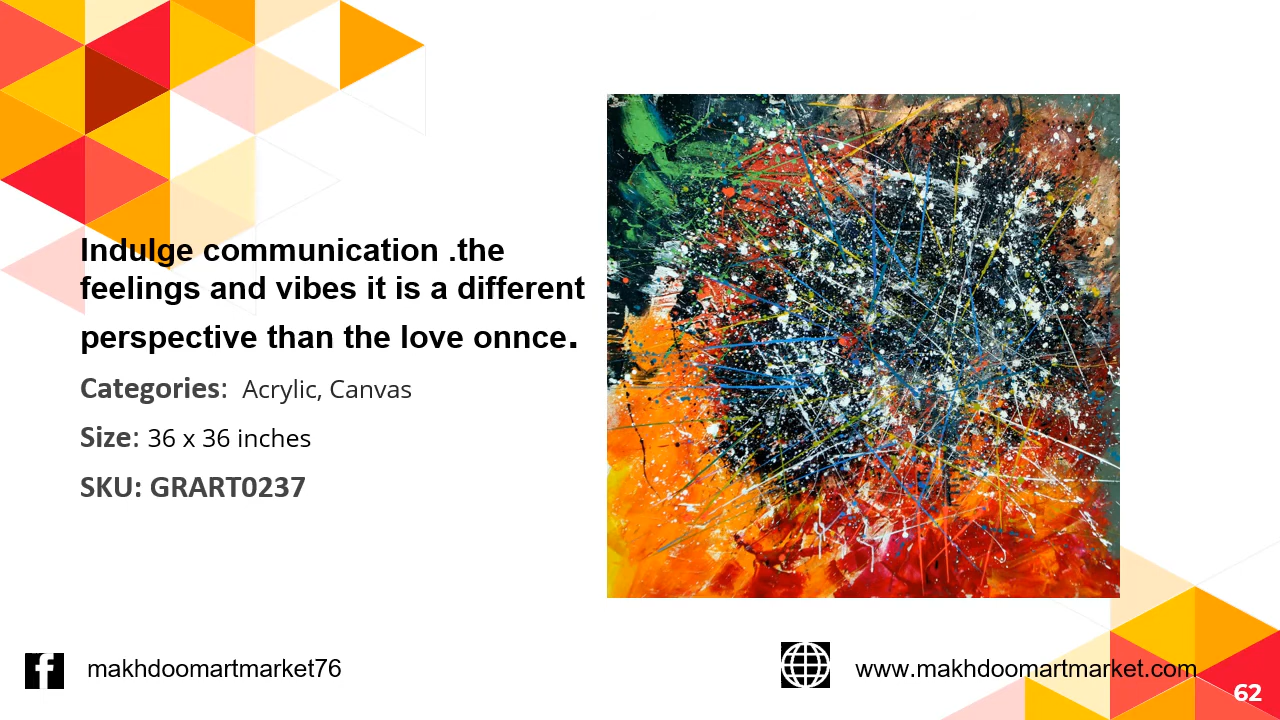 Indulge communication .the
feelings and vibes it is a different
perspective than the love onnce.
Categories: Acrylic, Canvas
Size: 36 x 36 inches
SKU: GRART0237
makhdoomartmarket76
www.makhdoomartmarket.com
62